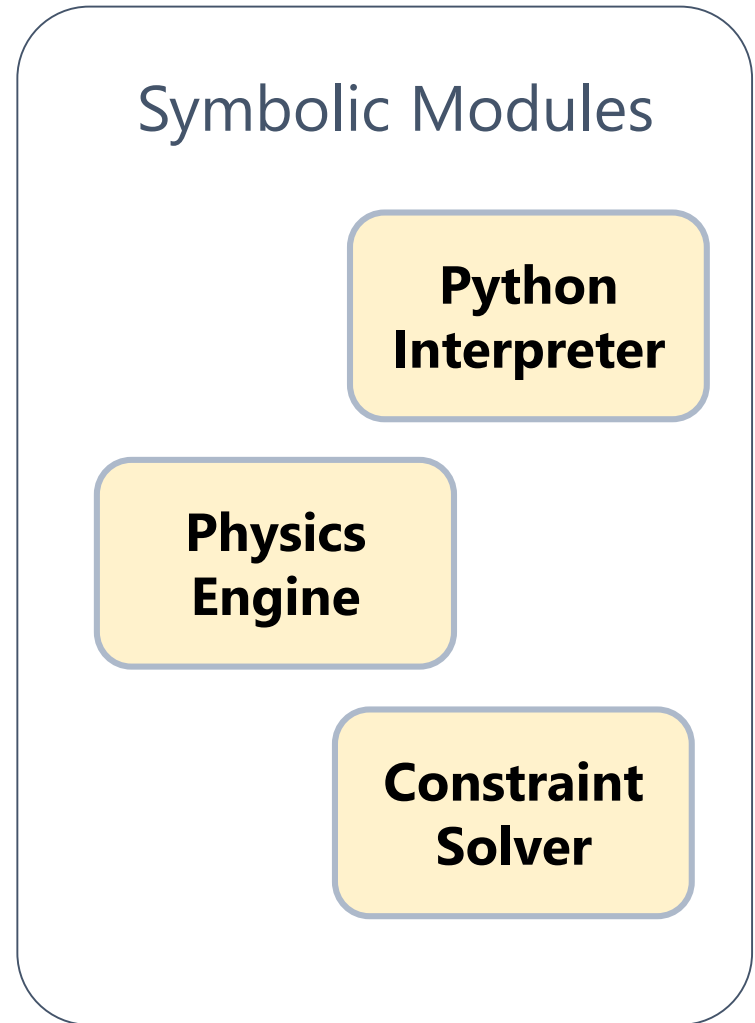 Symbolic Modules
Python
Interpreter
Physics
Engine
Constraint
Solver